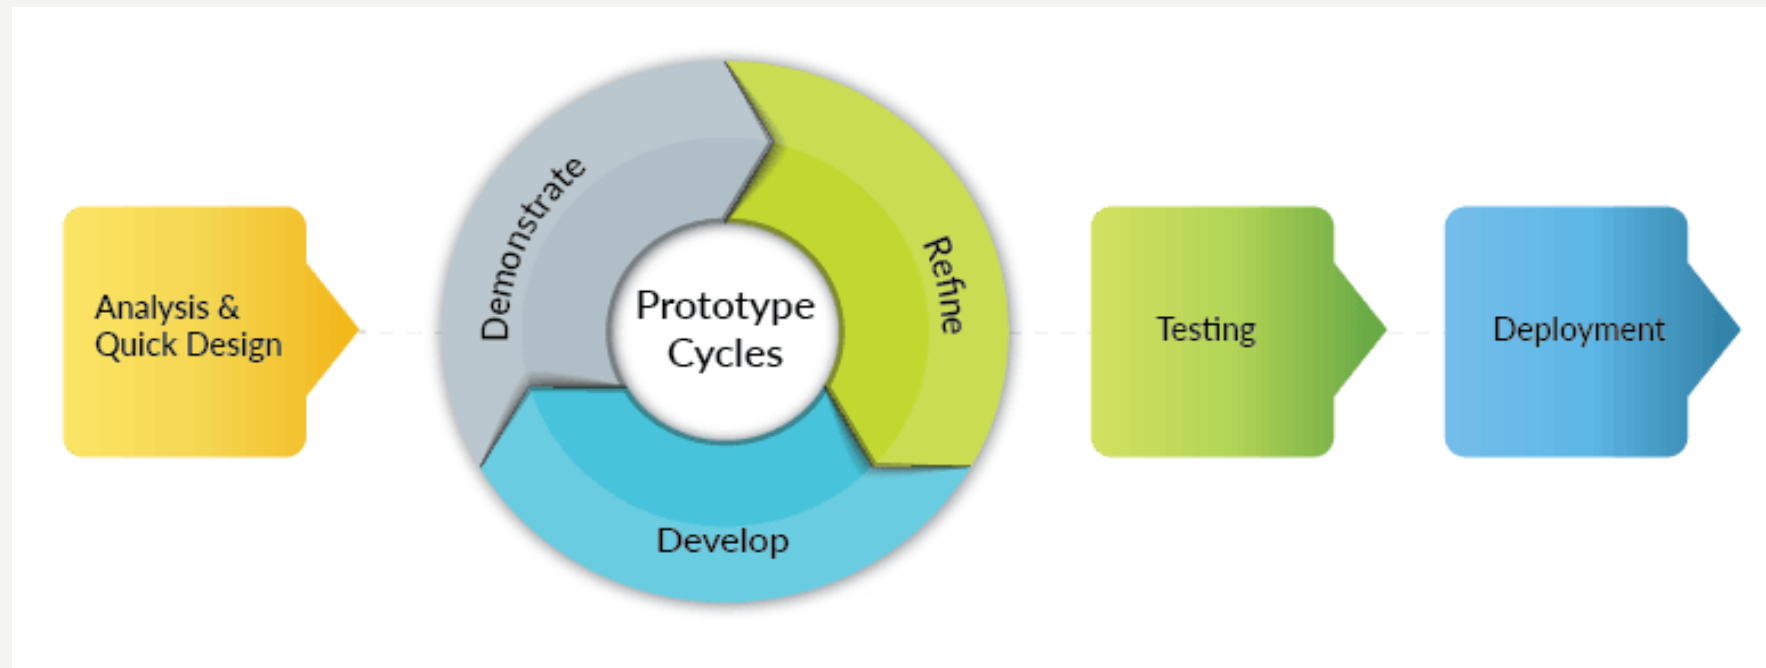 Analysis &
Quick Design
Demonstrate
Refine
Develop
Prototype
Cycles
Testing
Deployment